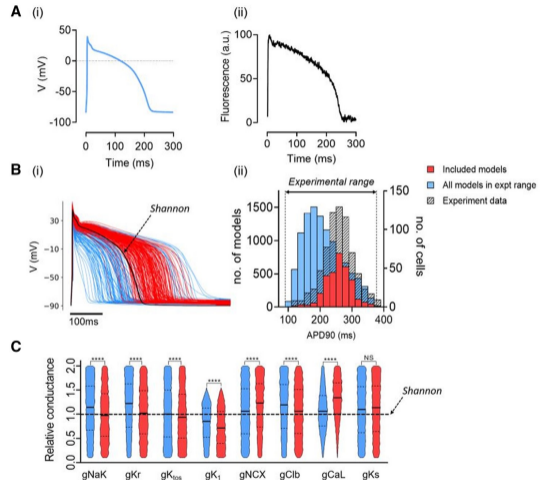 A (i) (ii)
50
0
-50
-100
V (mV)
0 100 200 300
Time (ms)
100
50
0
Fluorescence (a.u.)
0 100 200 300
Time (ms)
B (i) (ii)
Shannon
30
-10
-50
-90
V (mV)
100ms
Included models
All models in expt range
Experiment data
Experimental range
1500
1000
500
0
no. of models
150
100
50
0
no. of cells
100 200 300 400
APD90 (ms)
C
Relative conductance
2.0
1.5
1.0
0.5
0.0
**** **** **** **** **** **** **** NS
Shannon
gNaK gKr gKtos gK1 gNCX gClb gCaL gKs